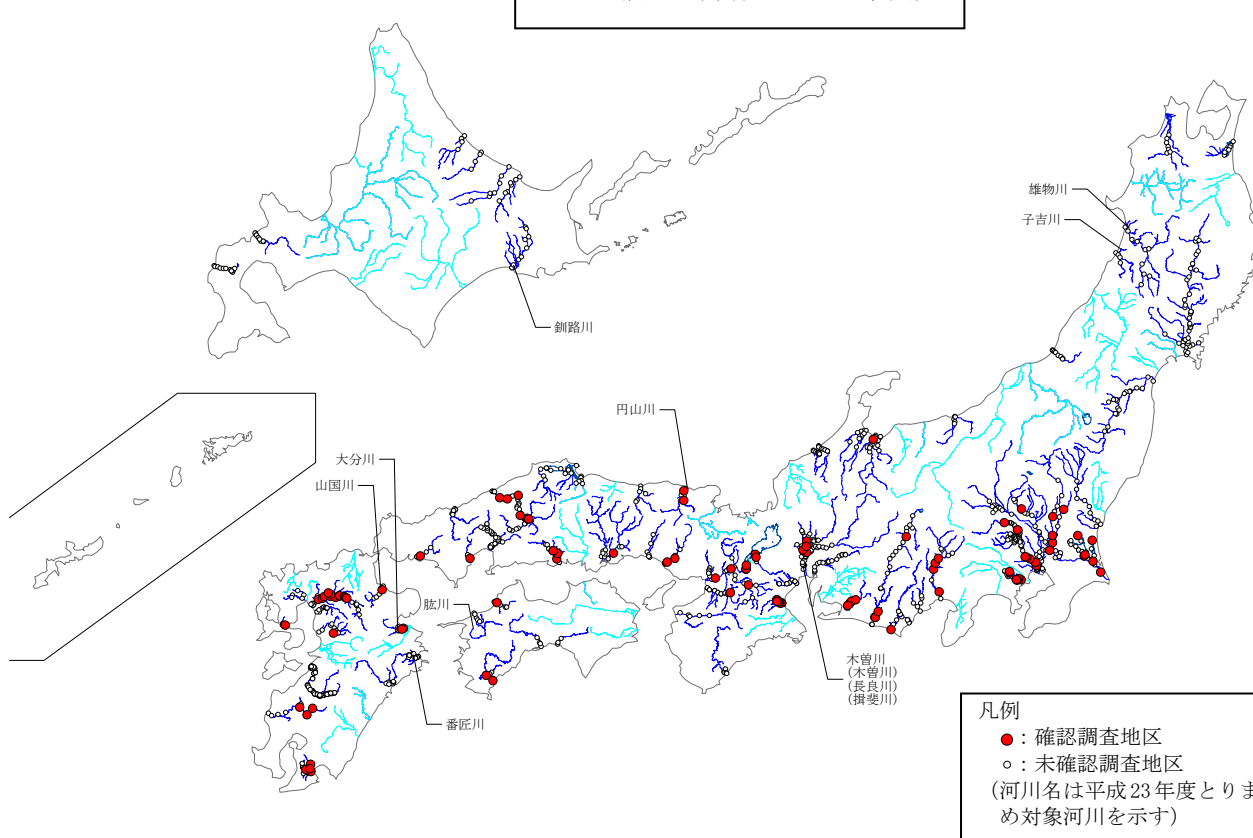 雄物川
子吉川
釧路川
円山川
大分川
山国川
肱川
木曽川
(木曽川)
(長良川)
(揖斐川)
番匠川
凡例
●：確認調査地区
○：未確認調査地区
(河川名は平成23年度とりま
め対象河川を示す)